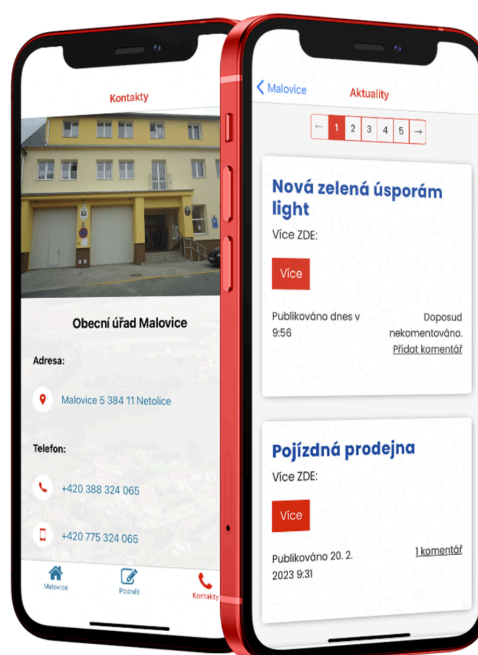 Kontakty
Obecní úřad Malovice
Adresa:
Malovice 5 384 11 Netolice
Telefon:
+420 388 324 065
+420 775 324 065
Malovice
Podnět
Kontakty
Malovice
Aktuality
← 1 2 3 4 5 →
Nová zelená úsporám
light
Více ZDE:
Více
Publikováno dnes v
9:56
Doposud
nekomentováno.
Přidat komentář
Pojízdná prodejna
Více ZDE:
Více
Publikováno 20. 2.
2023 9:31
1 komentář